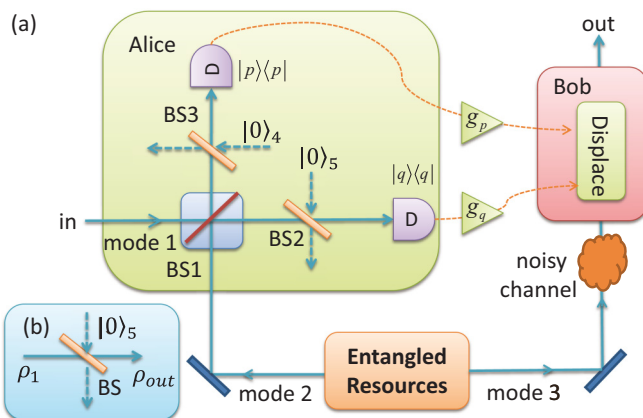 (a)
Alice
D
|p⟩⟨p|
BS3
|0⟩₄
|0⟩₅
|q⟩⟨q|
in
mode 1
BS1
BS2
D
g_p
g_q
out
Bob
Displace
noisy
channel
(b)
|0⟩₅
ρ₁
BS
ρ_out
mode 2
Entangled
Resources
mode 3